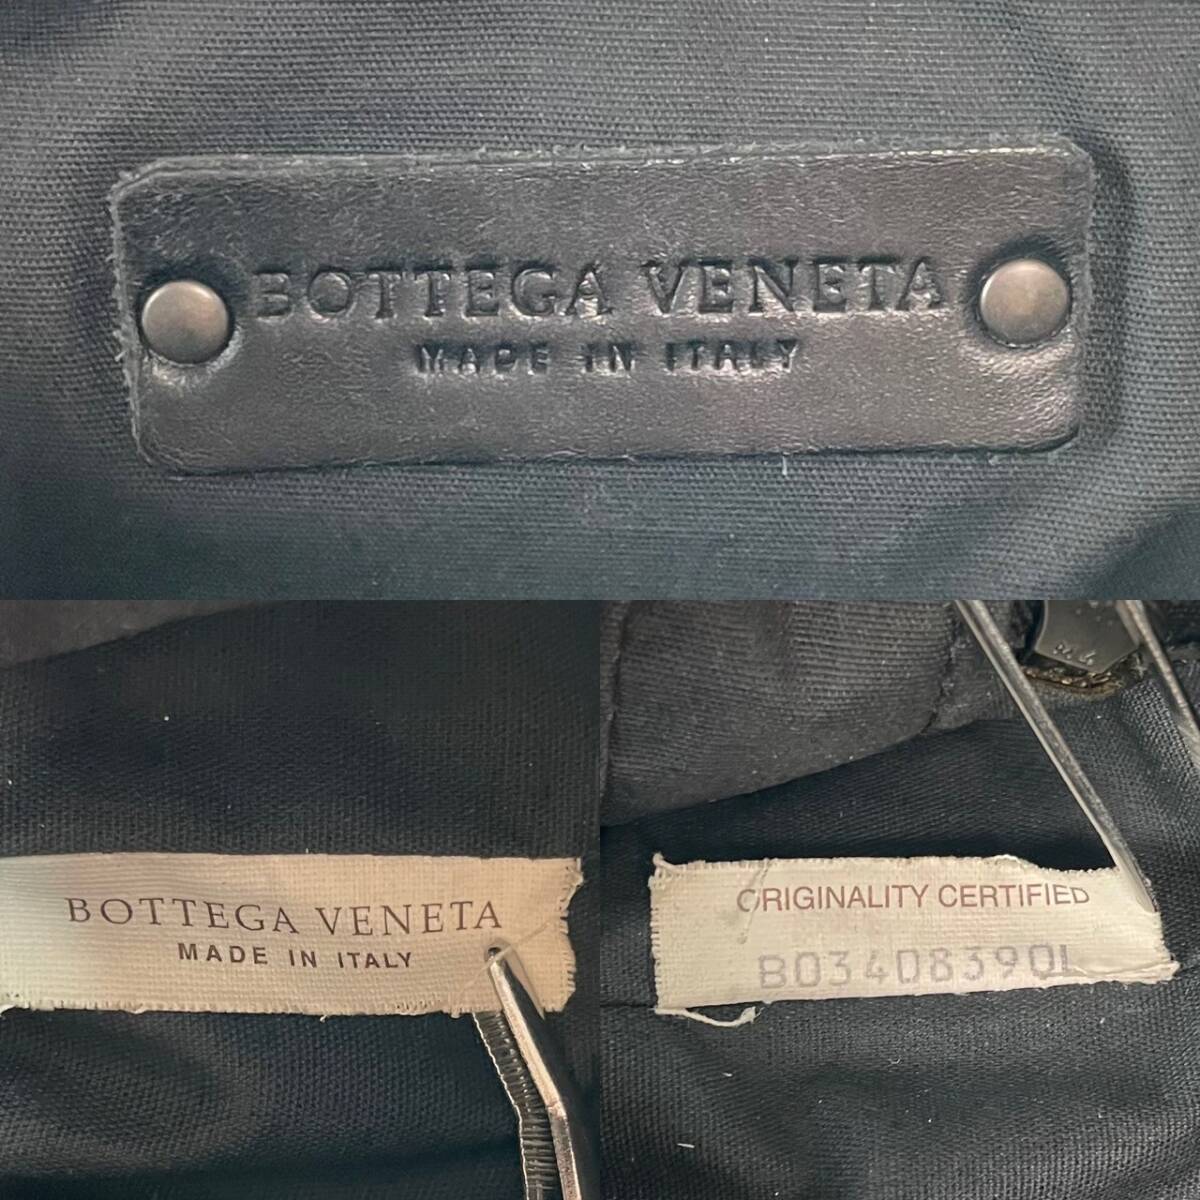 BOTTEGA VENETA
MADE IN ITALY
BOTTEGA VENETA
MADE IN ITALY
ORIGINALITY CERTIFIED
B03408390L